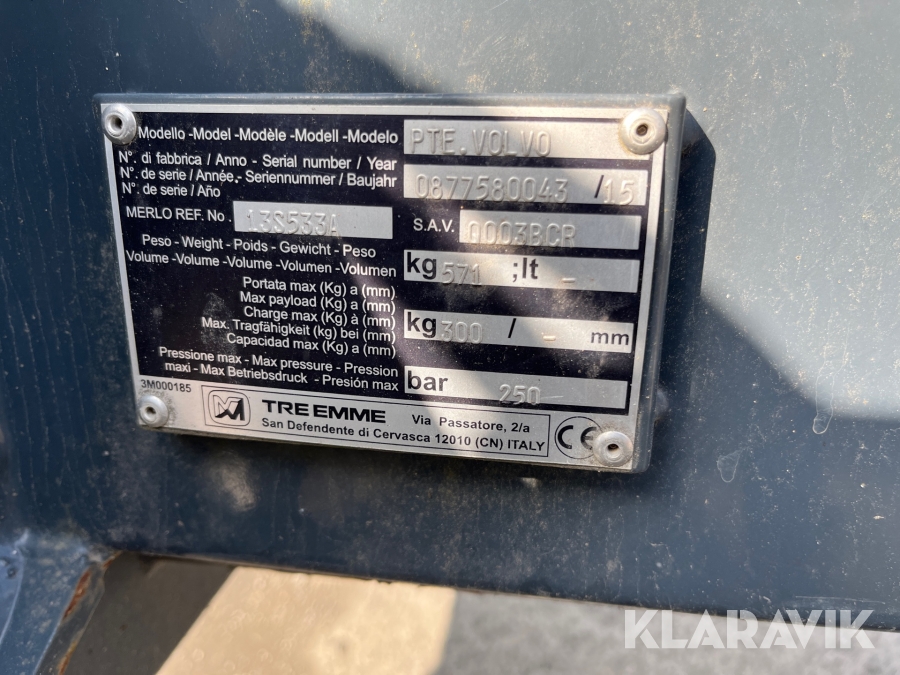 Modello -Model -Modèle -Modell -Modelo PTE.VOLVO
N°. di fabbrica / Anno - Serial number / Year
N°. de serie / Année,- Seriennummer / Baujahr 0877580043 /15
N°. de serie / Año
MERLO REF. No . 13S533A S.A.V. 0003BCR
Peso - Weight - Poids - Gewicht - Peso
Volume -Volume -Volume -Volumen -Volumen kg 571 ;lt -
Portata max (Kg) a (mm)
Max payload (Kg) a (mm)
Charge max (Kg) à (mm) kg 300 / - mm
Max. Tragfähigkeit (kg) bei (mm)
Capacidad max (Kg) a (mm)
Pressione max - Max pressure - Pression
maxi - Max Betriebsdruck - Presión max bar 250-
3M000185
TRE EMME Via Passatore, 2/a
San Defendente di Cervasca 12010 (CN) ITALY
CE
KLARAVIK